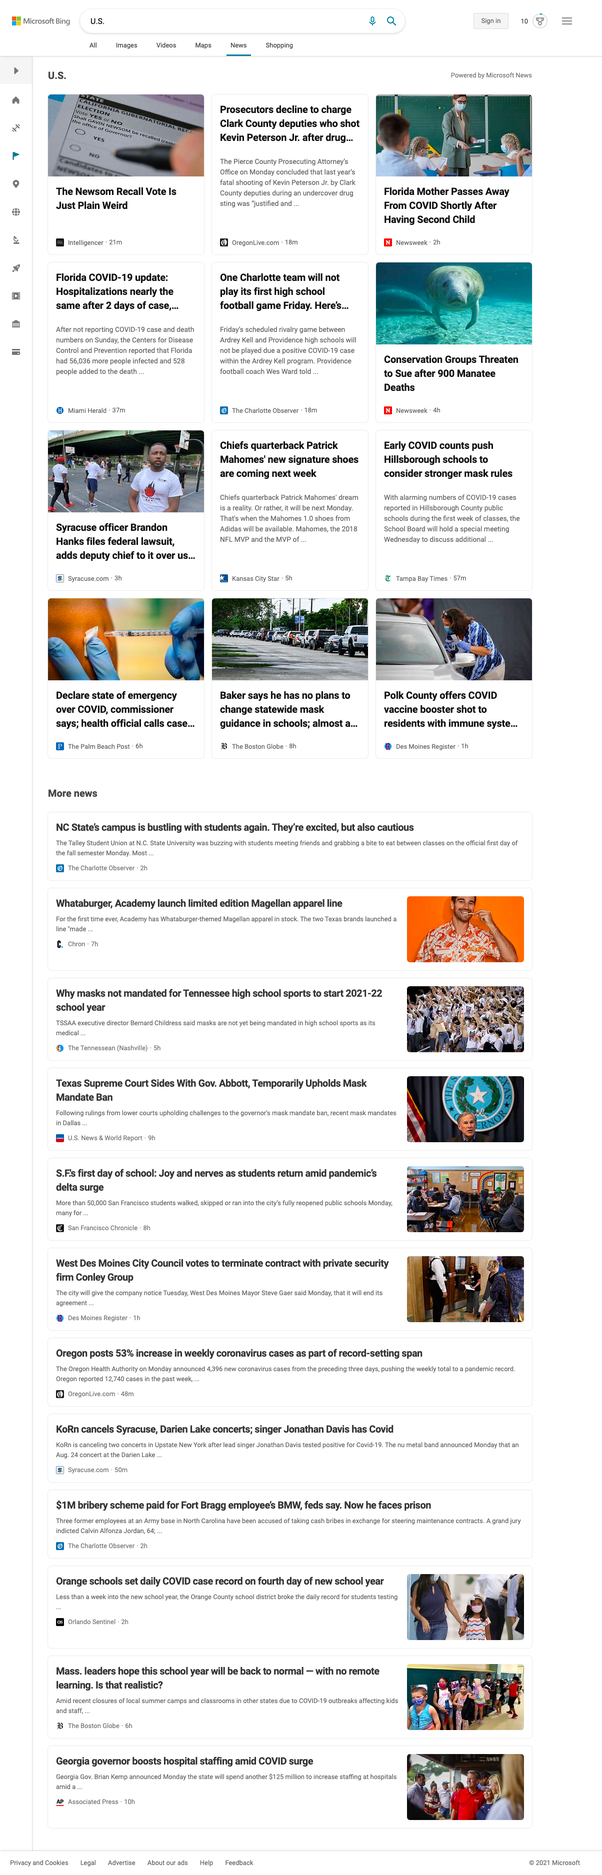 Microsoft Bing
U.S.
Sign in
10
All
Images
Videos
Maps
News
Shopping
U.S.
Powered by Microsoft News
The Newsom Recall Vote Is
Just Plain Weird
Intelligencer · 21m
Prosecutors decline to charge
Clark County deputies who shot
Kevin Peterson Jr. after drug...
The Pierce County Prosecuting Attorney's
Office on Monday concluded that last year's
fatal shooting of Kevin Peterson Jr. by Clark
County deputies during an undercover drug
sting was "justified and ...
OregonLive.com · 18m
Florida Mother Passes Away
From COVID Shortly After
Having Second Child
Newsweek · 2h
Florida COVID-19 update:
Hospitalizations nearly the
same after 2 days of case,...
After not reporting COVID-19 case and death
numbers on Sunday, the Centers for Disease
Control and Prevention reported that Florida
had 56,036 more people infected and 528
people added to the death ...
Miami Herald · 37m
One Charlotte team will not
play its first high school
football game Friday. Here's...
Friday's scheduled rivalry game between
Ardrey Kell and Providence high schools will
not be played due a positive COVID-19 case
within the Ardrey Kell program. Providence
football coach Wes Ward told ...
The Charlotte Observer · 18m
Conservation Groups Threaten
to Sue after 900 Manatee
Deaths
Newsweek · 4h
Syracuse officer Brandon
Hanks files federal lawsuit,
adds deputy chief to it over us...
Syracuse.com · 3h
Chiefs quarterback Patrick
Mahomes' new signature shoes
are coming next week
Chiefs quarterback Patrick Mahomes' dream
is a reality. Or rather, it will be next Monday.
That's when the Mahomes 1.0 shoes from
Adidas will be available. Mahomes, the 2018
NFL MVP and the MVP of ...
Kansas City Star · 5h
Early COVID counts push
Hillsborough schools to
consider stronger mask rules
With alarming numbers of COVID-19 cases
reported in Hillsborough County public
schools during the first week of classes, the
School Board will hold a special meeting
Wednesday to discuss additional ...
Tampa Bay Times · 57m
Declare state of emergency
over COVID, commissioner
says; health official calls case...
The Palm Beach Post · 6h
Baker says he has no plans to
change statewide mask
guidance in schools; almost a...
The Boston Globe · 8h
Polk County offers COVID
vaccine booster shot to
residents with immune syste...
Des Moines Register · 1h
More news
NC State's campus is bustling with students again. They're excited, but also cautious
The Talley Student Union at N.C. State University was buzzing with students meeting friends and grabbing a bite to eat between classes on the official first day of
the fall semester Monday. Most ...
The Charlotte Observer · 2h
Whataburger, Academy launch limited edition Magellan apparel line
For the first time ever, Academy has Whataburger-themed Magellan apparel in stock. The two Texas brands launched a
line "made ...
Chron · 7h
Why masks not mandated for Tennessee high school sports to start 2021-22
school year
TSSAA executive director Bernard Childress said masks are not yet being mandated in high school sports as its
medical ...
The Tennessean (Nashville) · 5h
Texas Supreme Court Sides With Gov. Abbott, Temporarily Upholds Mask
Mandate Ban
Following rulings from lower courts upholding challenges to the governor's mask mandate ban, recent mask mandates
in Dallas ...
U.S. News & World Report · 9h
S.F.'s first day of school: Joy and nerves as students return amid pandemic's
delta surge
More than 50,000 San Francisco students walked, skipped or ran into the city's fully reopened public schools Monday,
many for ...
San Francisco Chronicle · 8h
West Des Moines City Council votes to terminate contract with private security
firm Conley Group
The city will give the company notice Tuesday, West Des Moines Mayor Steve Gaer said Monday, that it will end its
agreement ...
Des Moines Register · 1h
Oregon posts 53% increase in weekly coronavirus cases as part of record-setting span
The Oregon Health Authority on Monday announced 4,396 new coronavirus cases from the preceding three days, pushing the weekly total to a pandemic record.
Oregon reported 12,740 cases in the past week, ...
OregonLive.com · 48m
KoRn cancels Syracuse, Darien Lake concerts; singer Jonathan Davis has Covid
KoRn is canceling two concerts in Upstate New York after lead singer Jonathan Davis tested positive for Covid-19. The nu metal band announced Monday that an
Aug. 24 concert at the Darien Lake ...
Syracuse.com · 50m
$1M bribery scheme paid for Fort Bragg employee's BMW, feds say. Now he faces prison
Three former employees at an Army base in North Carolina have been accused of taking cash bribes in exchange for steering maintenance contracts. A grand jury
indicted Calvin Alfonza Jordan, 64; ...
The Charlotte Observer · 2h
Orange schools set daily COVID case record on fourth day of new school year
Less than a week into the new school year, the Orange County school district broke the daily record for students testing
...
Orlando Sentinel · 2h
Mass. leaders hope this school year will be back to normal — with no remote
learning. Is that realistic?
Amid recent closures of local summer camps and classrooms in other states due to COVID-19 outbreaks affecting kids
and staff, ...
The Boston Globe · 6h
Georgia governor boosts hospital staffing amid COVID surge
Georgia Gov. Brian Kemp announced Monday the state will spend another $125 million to increase staffing at hospitals
amid a ...
Associated Press · 10h
Privacy and Cookies
Legal
Advertise
About our ads
Help
Feedback
© 2021 Microsoft